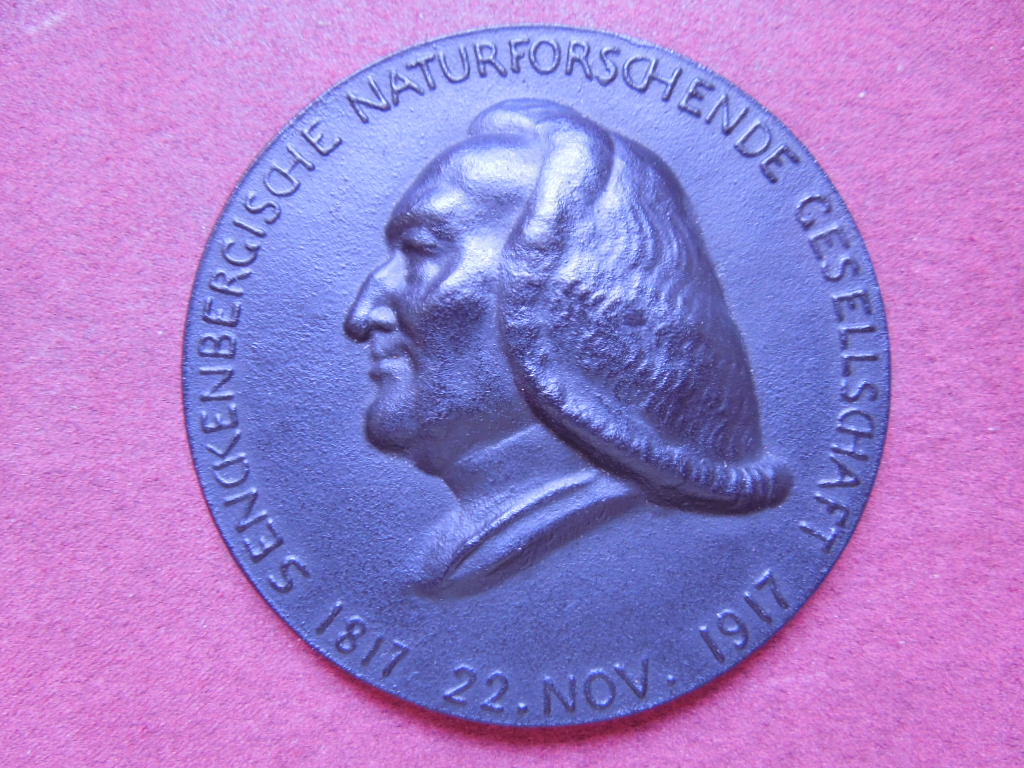 SENCKENBERGISCHE NATURFORSCHENDE GESELLSCHAFT
1817. 22. NOV. 1917